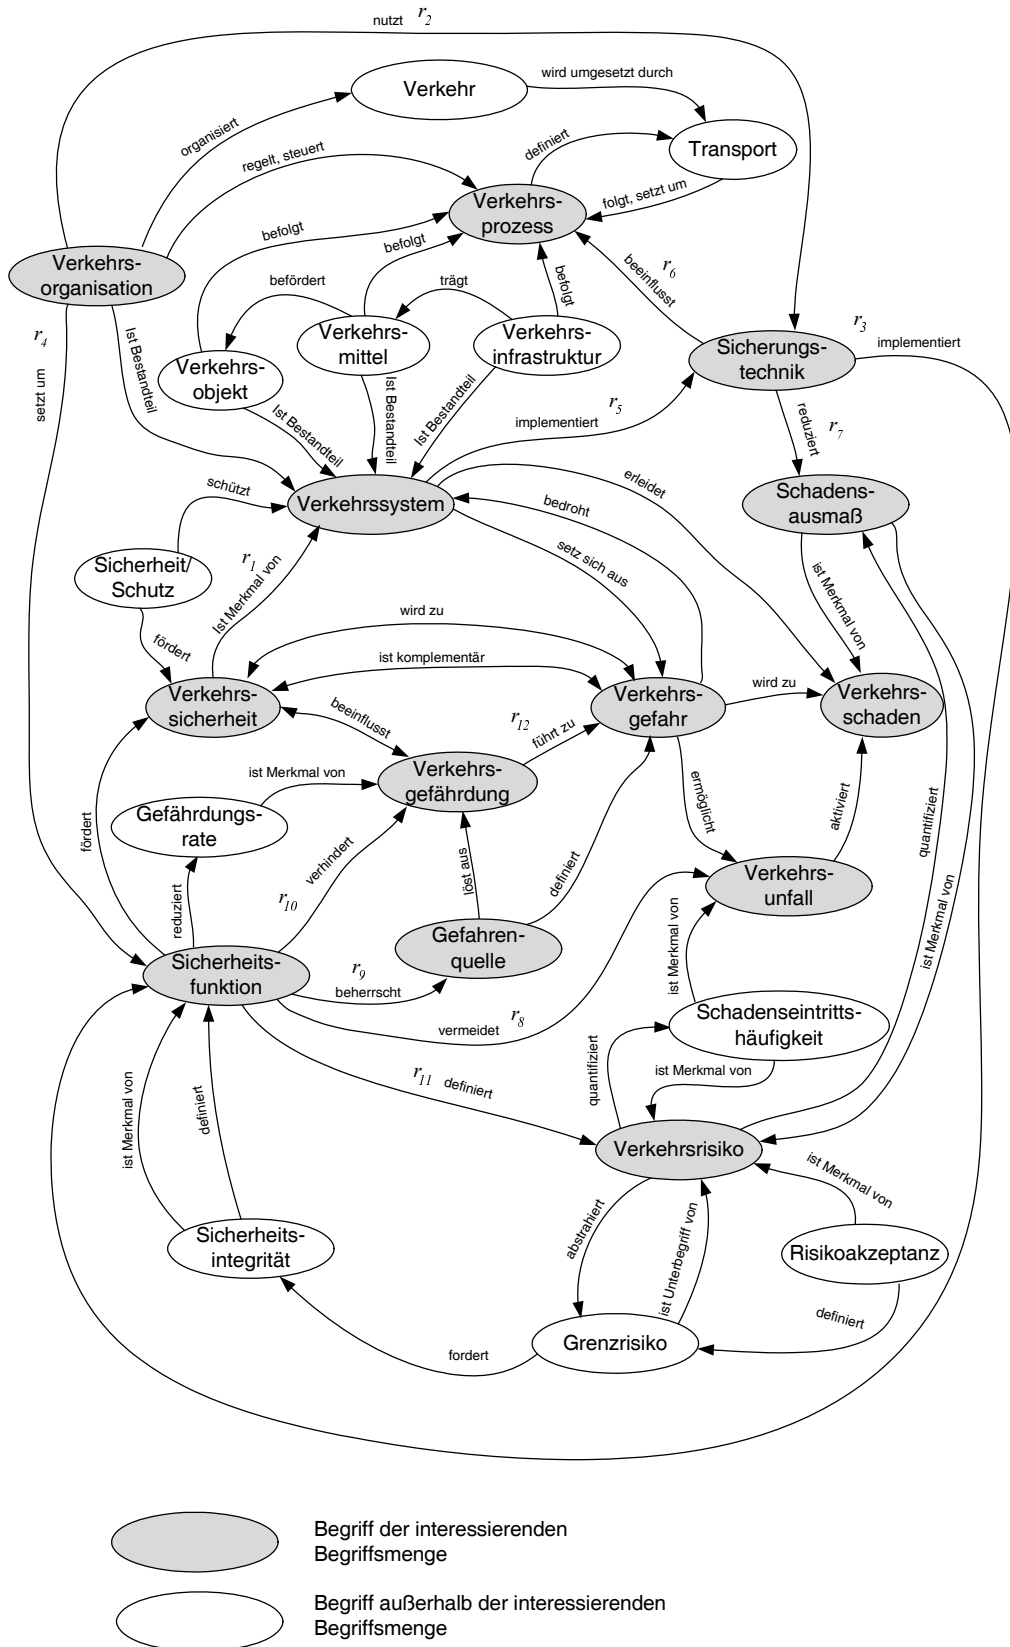 nutzt r2
Verkehr
wird umgesetzt durch
organisiert
Transport
definiert
regelt, steuert
folgt, setzt um
Verkehrs-
prozess
befolgt
befolgt
befolgt
beeinflusst
r6
Verkehrs-
organisation
befördert
trägt
r4
setzt um
Ist Bestandteil
Verkehrs-
objekt
Verkehrs-
mittel
Verkehrs-
infrastruktur
Sicherungs-
technik
r3
implementiert
Ist Bestandteil
Ist Bestandteil
Ist Bestandteil
r5
implementiert
reduziert
r7
schützt
Verkehrssystem
erleidet
bedroht
Schadens-
ausmaß
r1
Ist Merkmal von
setz sich aus
Sicherheit/
Schutz
ist Merkmal von
fördert
wird zu
ist komplementär
Verkehrs-
sicherheit
Verkehrs-
gefahr
wird zu
Verkehrs-
schaden
beeinflusst
r12
führt zu
ist Merkmal von
Verkehrs-
gefährdung
Gefährdungs-
rate
ermöglicht
aktiviert
quantifiziert
fördert
verhindert
r10
löst aus
definiert
Verkehrs-
unfall
reduziert
ist Merkmal von
Gefahren-
quelle
ist Merkmal von
Sicherheits-
funktion
r9
beherrscht
vermeidet
r8
Schadenseintritts-
häufigkeit
quantifiziert
ist Merkmal von
r11 definiert
ist Merkmal von
definiert
Verkehrsrisiko
ist Merkmal von
abstrahiert
ist Unterbegriff von
Sicherheits-
integrität
Risikoakzeptanz
definiert
Grenzrisiko
fordert
Begriff der interessierenden
Begriffsmenge
Begriff außerhalb der interessierenden
Begriffsmenge